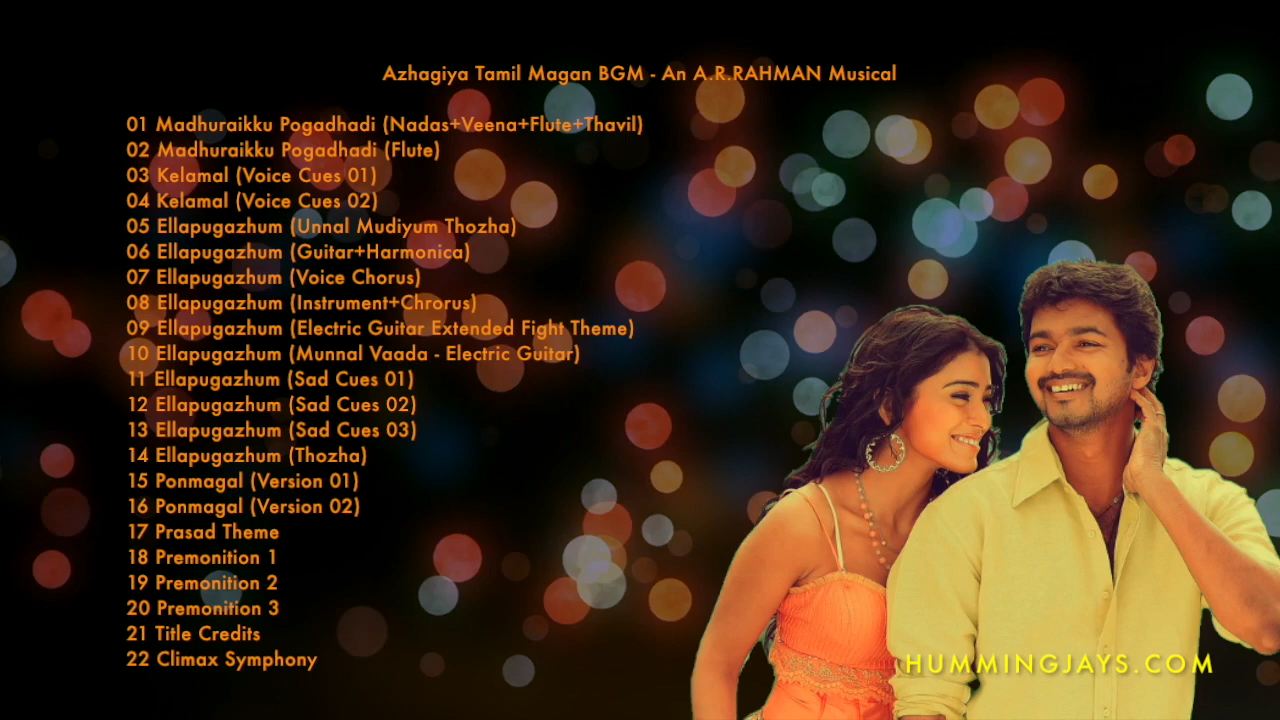 Azhagiya Tamil Magan BGM - An A.R.RAHMAN Musical
01 Madhuraikku Pogadhadi (Nadas+Veena+Flute+Thavil)
02 Madhuraikku Pogadhadi (Flute)
03 Kelamal (Voice Cues 01)
04 Kelamal (Voice Cues 02)
05 Ellapugazhum (Unnal Mudiyum Thozha)
06 Ellapugazhum (Guitar+Harmonica)
07 Ellapugazhum (Voice Chorus)
08 Ellapugazhum (Instrument+Chrorus)
09 Ellapugazhum (Electric Guitar Extended Fight Theme)
10 Ellapugazhum (Munnal Vaada - Electric Guitar)
11 Ellapugazhum (Sad Cues 01)
12 Ellapugazhum (Sad Cues 02)
13 Ellapugazhum (Sad Cues 03)
14 Ellapugazhum (Thozha)
15 Ponmagal (Version 01)
16 Ponmagal (Version 02)
17 Prasad Theme
18 Premonition 1
19 Premonition 2
20 Premonition 3
21 Title Credits
22 Climax Symphony
HUMMINGJAYS.COM